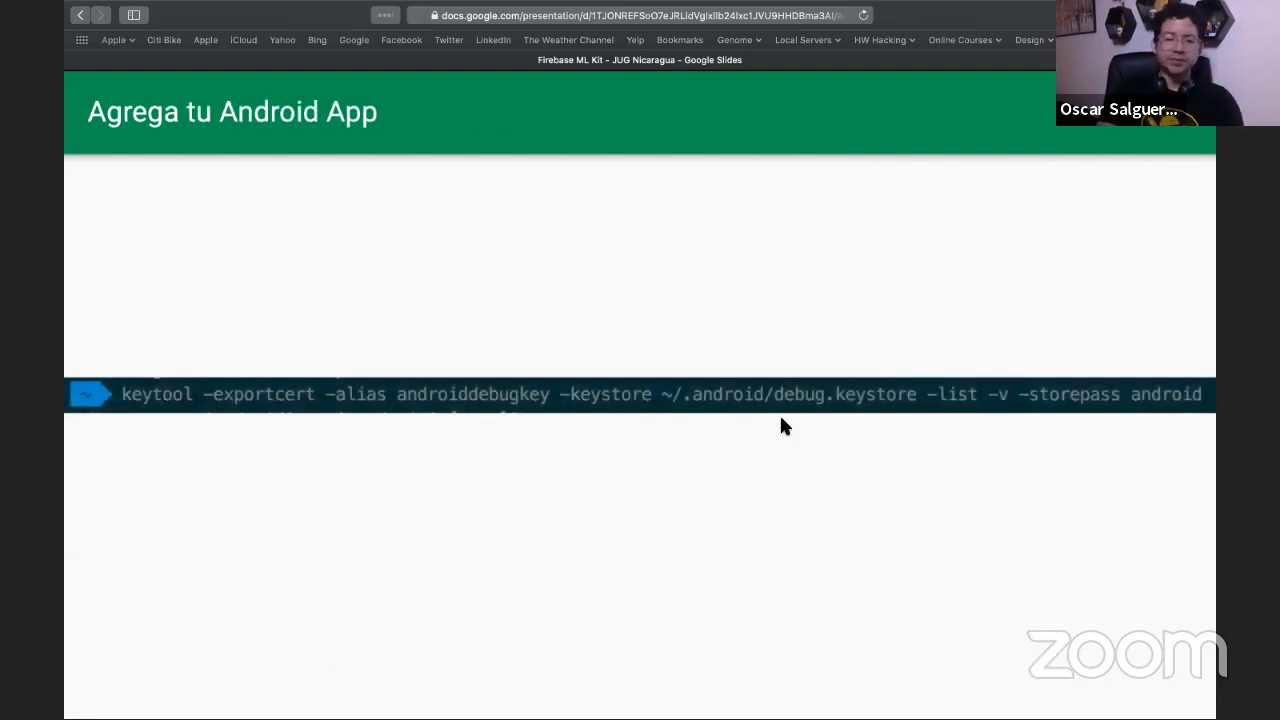 docs.google.com/presentation/d/1TJONREFSoO7eJRLidVgixIIb24Ixc1JVU9HHDBma3AI/e
Apple Citi Bike Apple iCloud Yahoo Bing Google Facebook Twitter LinkedIn The Weather Channel Yelp Bookmarks Genome Local Servers HW Hacking Online Courses Design
Firebase ML Kit - JUG Nicaragua - Google Slides
Oscar Salguer...
Agrega tu Android App
~ keytool -exportcert -alias androiddebugkey -keystore ~/.android/debug.keystore -list -v -storepass android
zoom